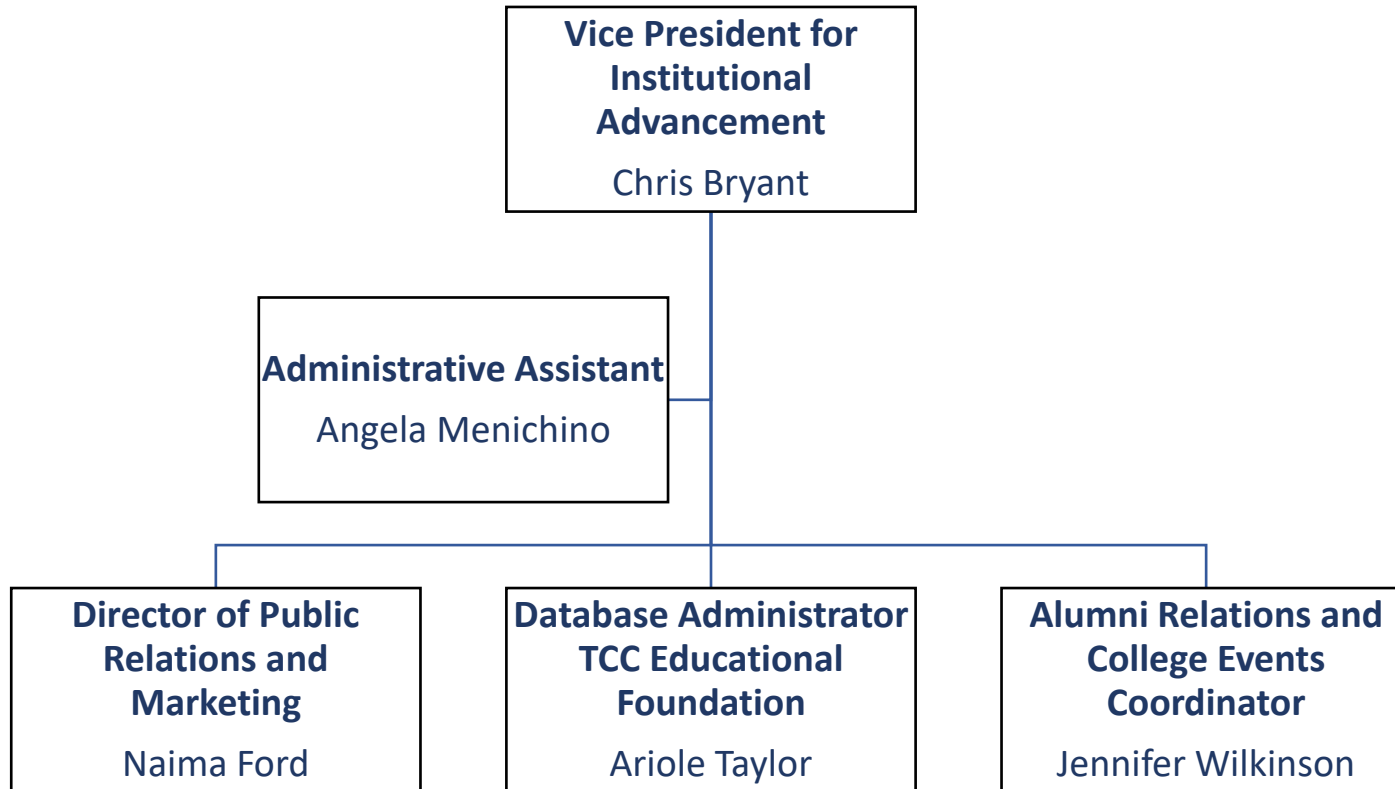 Vice President for
Institutional
Advancement
Chris Bryant
Administrative Assistant
Angela Menichino
Director of Public
Relations and
Marketing
Naima Ford
Database Administrator
TCC Educational
Foundation
Ariole Taylor
Alumni Relations and
College Events
Coordinator
Jennifer Wilkinson